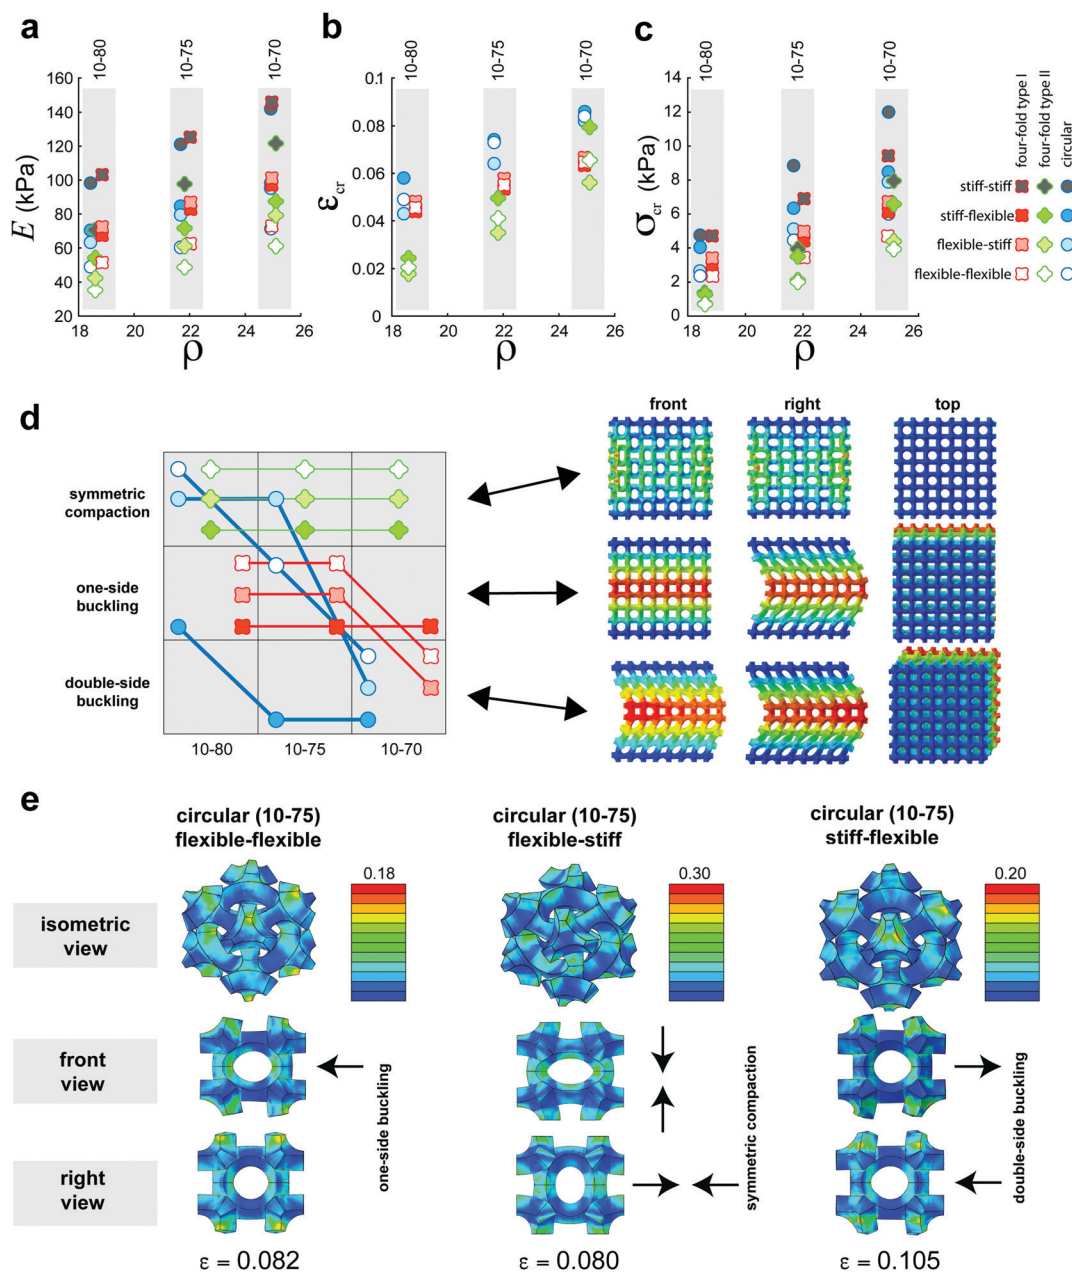 a
b
c
10-80
10-75
10-70
10-80
10-75
10-70
10-80
10-75
10-70
160
140
120
100
80
60
40
20
E (kPa)
18 20 22 24 26
ρ
0.1
0.08
0.06
0.04
0.02
0
ε_cr
18 20 22 24 26
ρ
14
12
10
8
6
4
2
0
σ_cr (kPa)
18 20 22 24 26
ρ
four-fold type I
four-fold type II
circular
stiff-stiff
stiff-flexible
flexible-stiff
flexible-flexible
d
front right top
symmetric
compaction
one-side
buckling
double-side
buckling
10-80 10-75 10-70
e
circular (10-75)
flexible-flexible
circular (10-75)
flexible-stiff
circular (10-75)
stiff-flexible
0.18
0.30
0.20
isometric
view
front
view
right
view
one-side buckling
symmetric compaction
double-side buckling
ε = 0.082
ε = 0.080
ε = 0.105